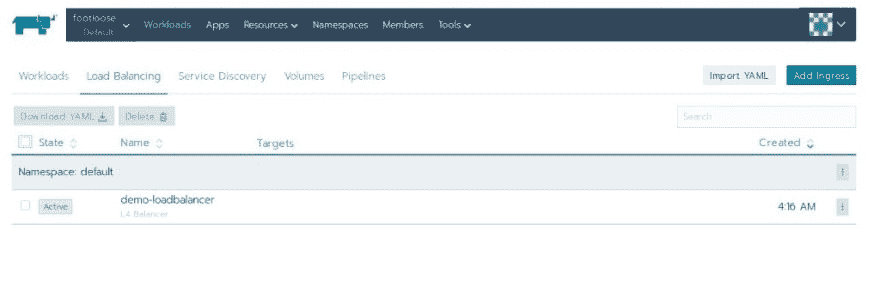 footloose
Default
Workloads Apps Resources Namespaces Members Tools
Workloads Load Balancing Service Discovery Volumes Pipelines Import YAML Add Ingress
Download YAML Delete Search
State Name Targets Created
Namespace: default
Active demo-loadbalancer 4:16 AM
L4 Balancer